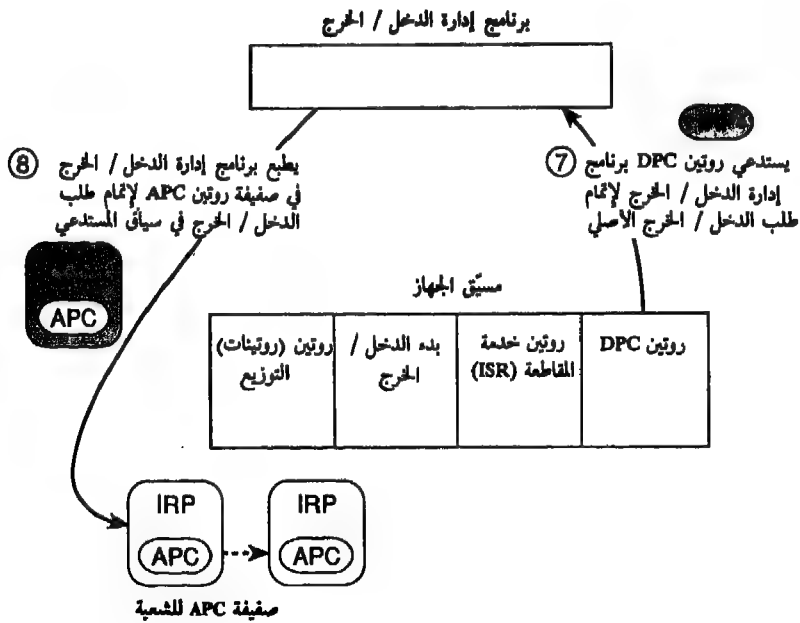 برنامج إدارة الدخل / الخرج
⑦ يستدعي روتين DPC برنامج
إدارة الدخل / الخرج لإتمام
طلب الدخل / الخرج الأصلي
⑧ يطبع برنامج إدارة الدخل / الخرج
في صفيفة روتين APC لإتمام طلب
الدخل / الخرج في سياق المستدعي
APC
مسيّق الجهاز
روتين DPC
روتين خدمة
المقاطعة (ISR)
بدء الدخل /
الخرج
روتين (روتينات)
التوزيع
IRP
APC
IRP
APC
صفيفة APC للشعبة